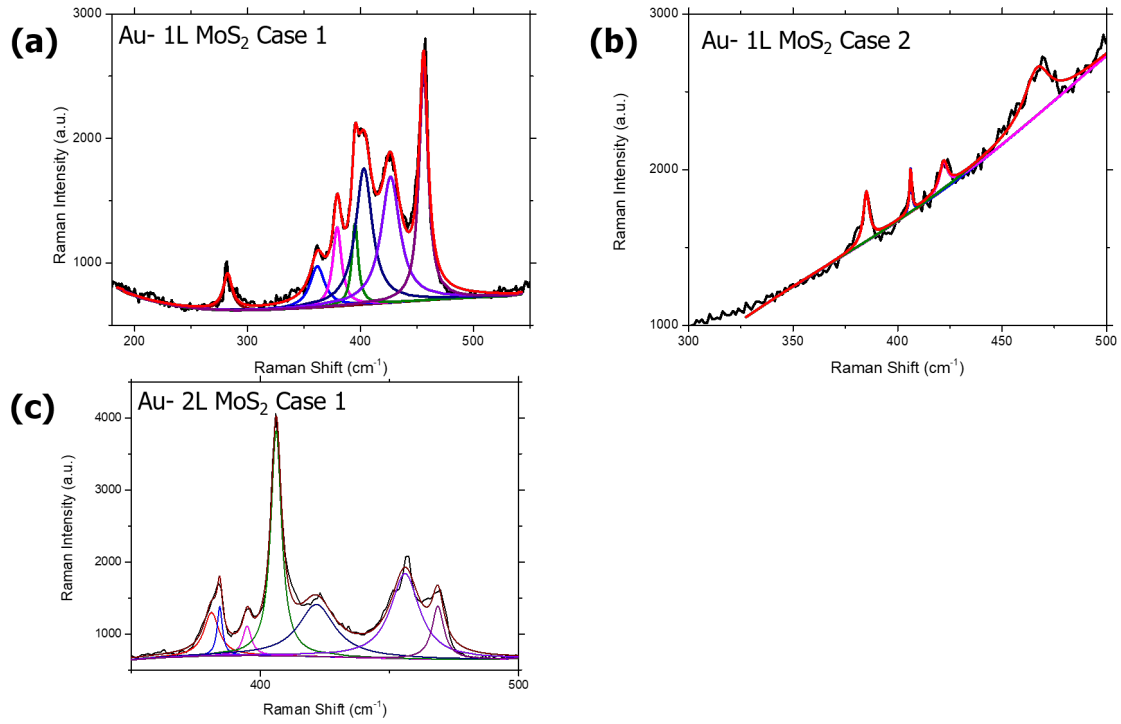 (a)
Au- 1L MoS₂ Case 1
3000
2000
1000
Raman Intensity (a.u.)
200
300
400
500
Raman Shift (cm⁻¹)
(b)
Au- 1L MoS₂ Case 2
3000
2500
2000
1500
1000
Raman Intensity (a.u.)
300
350
400
450
500
Raman Shift (cm⁻¹)
(c)
Au- 2L MoS₂ Case 1
4000
3000
2000
1000
Raman Intensity (a.u.)
400
500
Raman Shift (cm⁻¹)